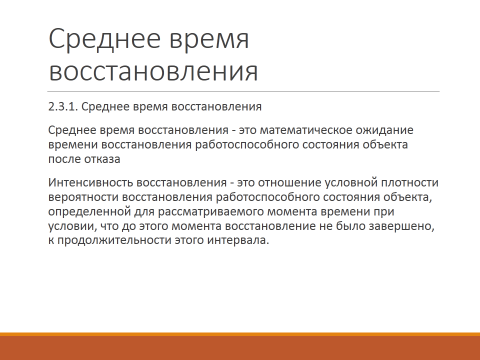 Среднее время
восстановления
2.3.1. Среднее время восстановления
Среднее время восстановления - это математическое ожидание
времени восстановления работоспособного состояния объекта
после отказа
Интенсивность восстановления - это отношение условной плотности
вероятности восстановления работоспособного состояния объекта,
определенной для рассматриваемого момента времени при
условии, что до этого момента восстановление не было завершено,
к продолжительности этого интервала.